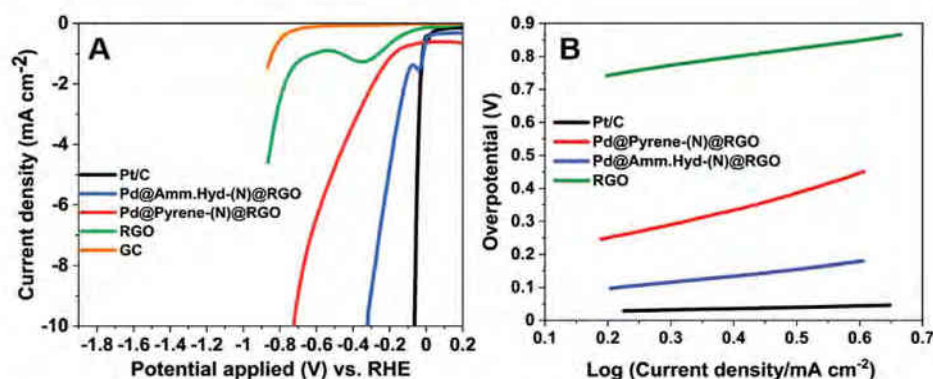 A
0
-2
-4
-6
-8
-10
Current density (mA cm⁻²)
Pt/C
Pd@Amm.Hyd-(N)@RGO
Pd@Pyrene-(N)@RGO
RGO
GC
-1.8 -1.6 -1.4 -1.2 -1 -0.8 -0.6 -0.4 -0.2 0 0.2
Potential applied (V) vs. RHE
B
0.9
0.8
0.7
0.6
0.5
0.4
0.3
0.2
0.1
0
Overpotential (V)
Pt/C
Pd@Pyrene-(N)@RGO
Pd@Amm.Hyd-(N)@RGO
RGO
0.1 0.2 0.3 0.4 0.5 0.6 0.7
Log (Current density/mA cm⁻²)